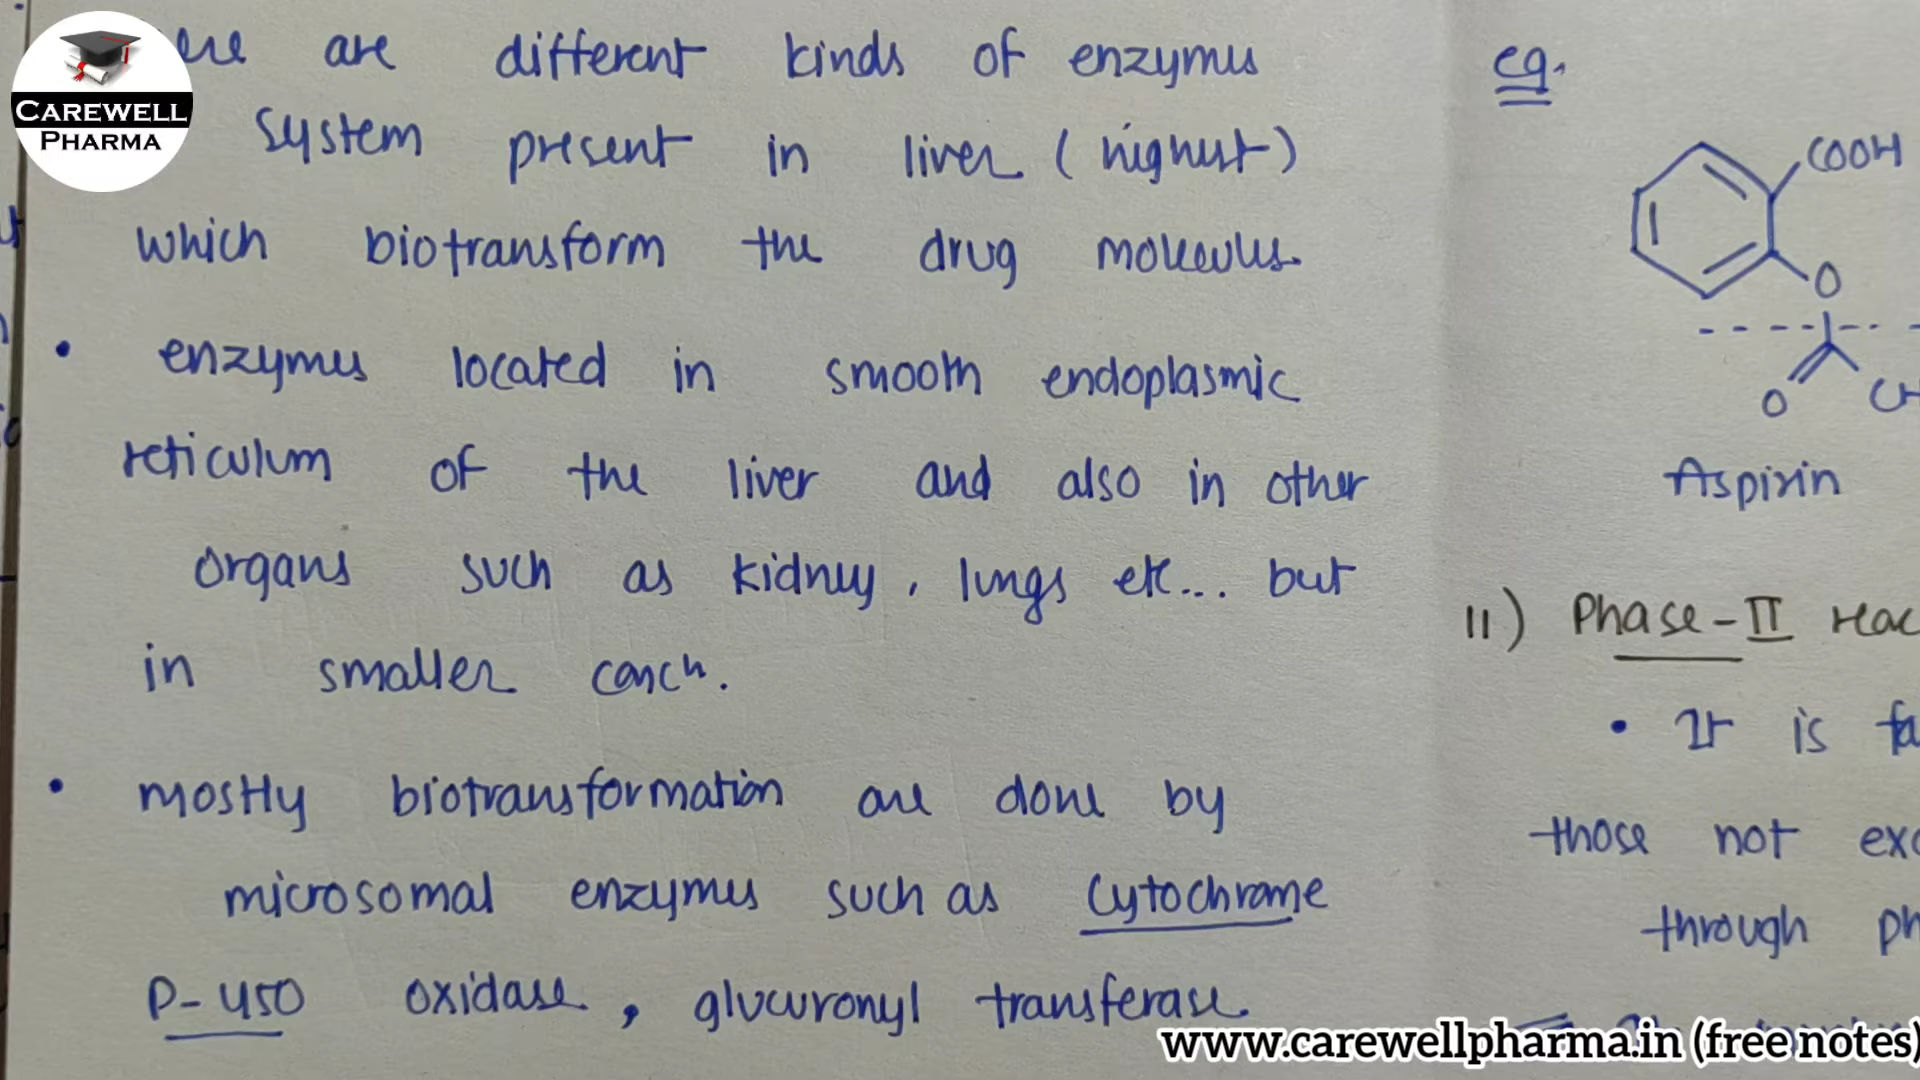 CAREWELL
PHARMA
are different kinds of enzymes
system present in liver (highest)
which biotransform the drug molecules.
• enzymes located in smooth endoplasmic
reticulum of the liver and also in other
organs such as kidney, lungs etc... but
in smaller concn.
• mostly biotransformation are done by
microsomal enzymes such as Cytochrome
P-450 oxidase, glucuronyl transferase.
eg.
COOH
O
O
Aspirin
II) Phase-II
• It is
those not
through
www.carewellpharma.in (free notes)